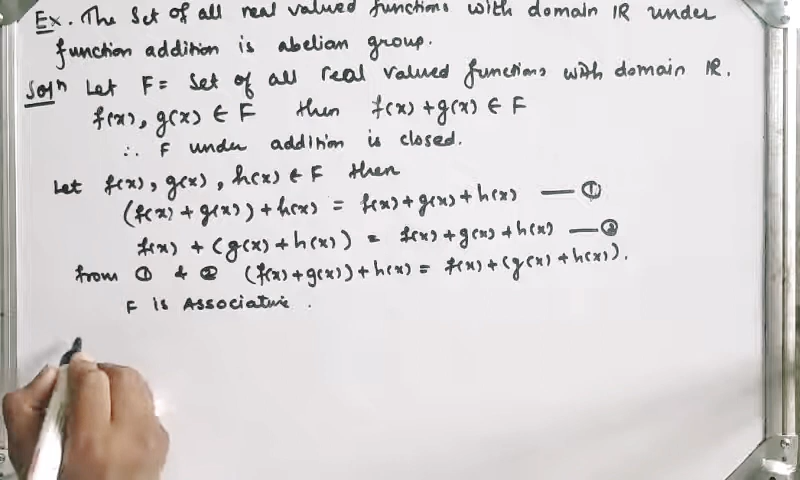 Ex. The Set of all real valued functions with domain IR under
function addition is abelian group.
Solⁿ Let F = Set of all real valued functions with domain IR.
f(x), g(x) ∈ F then f(x) + g(x) ∈ F
∴ F under addition is closed.
Let f(x), g(x), h(x) ∈ F then
(f(x) + g(x)) + h(x) = f(x) + g(x) + h(x) — ①
f(x) + (g(x) + h(x)) = f(x) + g(x) + h(x) — ②
from ① & ② (f(x) + g(x)) + h(x) = f(x) + (g(x) + h(x)).
F is Associative.